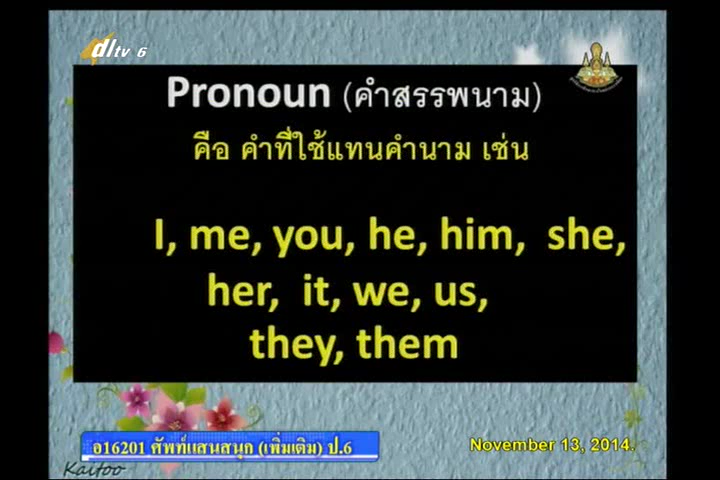 dltv 6
Pronoun (คำสรรพนาม)
คือ คำที่ใช้แทนคำนาม เช่น
I, me, you, he, him, she,
her, it, we, us,
they, them
อ16201 ศัพท์แสนสนุก (เพิ่มเติม) ป.6
November 13, 2014.
Kaitoo